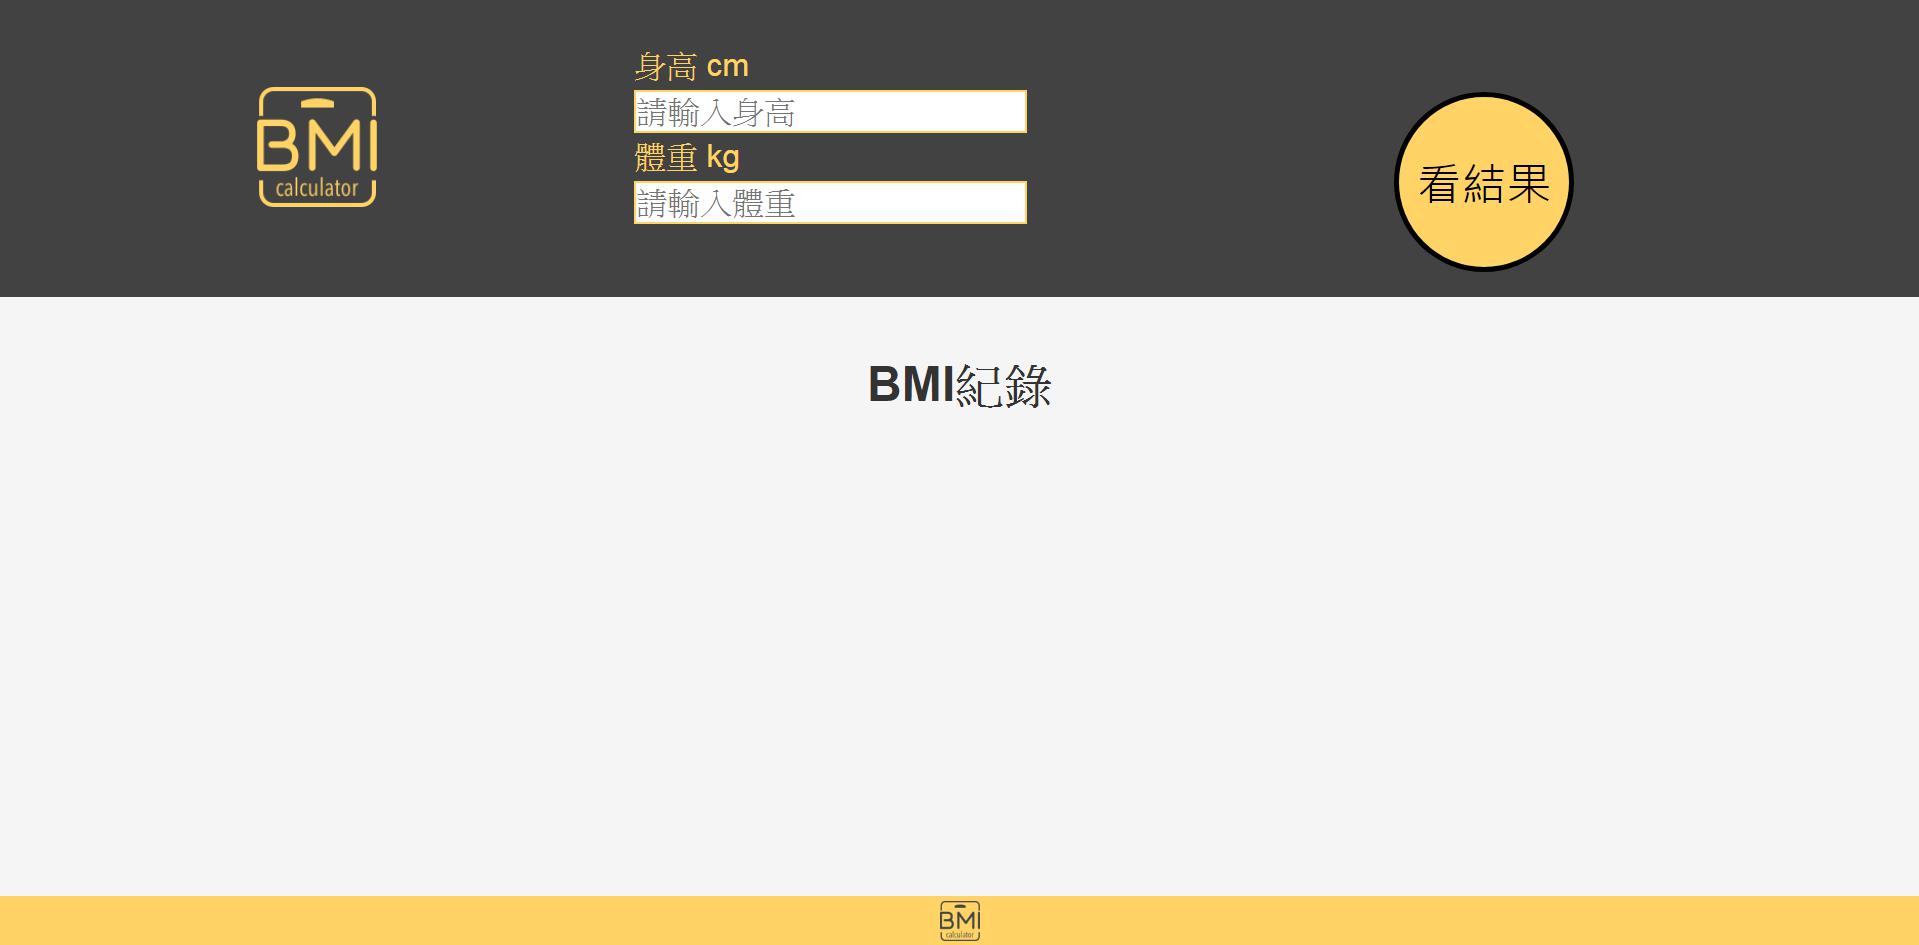 BMI
calculator
身高 cm
請輸入身高
體重 kg
請輸入體重
看結果
BMI紀錄
BMI
calculator